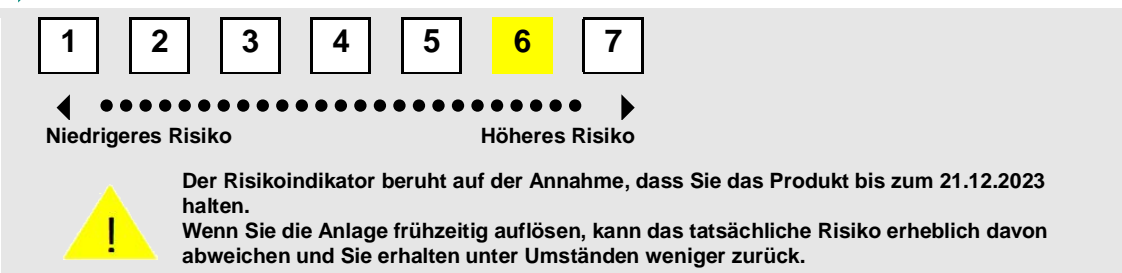 1 2 3 4 5 6 7
Niedrigeres Risiko Höheres Risiko
Der Risikoindikator beruht auf der Annahme, dass Sie das Produkt bis zum 21.12.2023
halten.
! Wenn Sie die Anlage frühzeitig auflösen, kann das tatsächliche Risiko erheblich davon
abweichen und Sie erhalten unter Umständen weniger zurück.